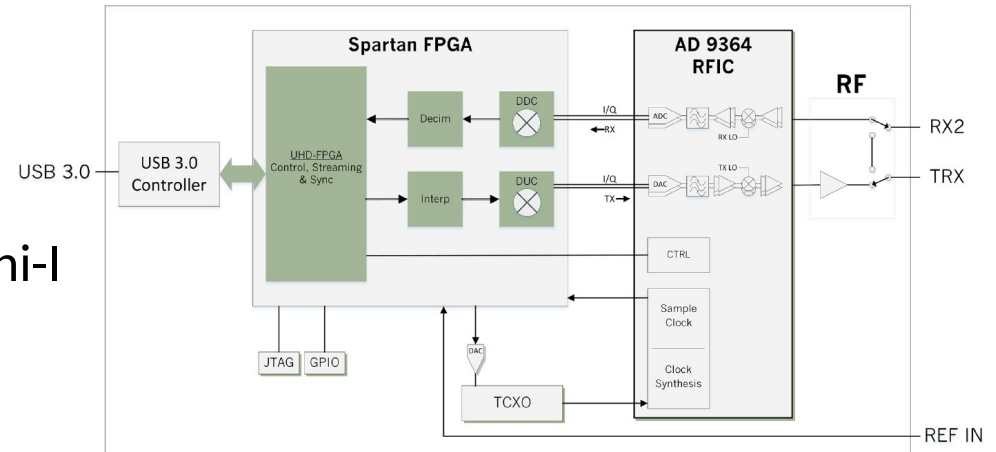 Spartan FPGA
AD 9364
RFIC
RF
USB 3.0
USB 3.0
Controller
UHD-FPGA
Control, Streaming
& Sync
Decim
DDC
I/Q
RX
ADC
RX LO
RX2
Interp
DUC
I/Q
TX
DAC
TX LO
TRX
ni-l
CTRL
Sample
Clock
Clock
Synthesis
JTAG
GPIO
DAC
TCXO
REF IN